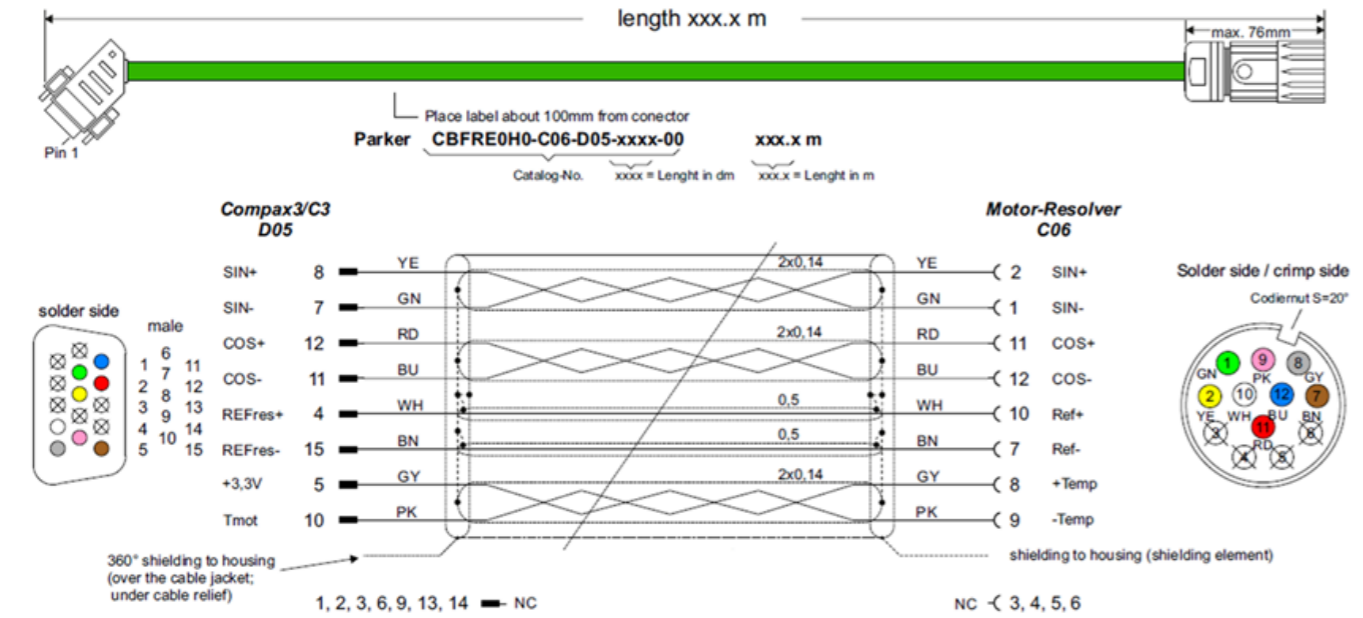 length xxx.x m
max. 76mm
Place label about 100mm from conector
Parker CBFRE0H0-C06-D05-xxxx-00 xxx.x m
Pin 1
Catalog-No. xxxx = Lenght in dm xxx.x = Lenght in m
Compax3/C3
D05
Motor-Resolver
C06
SIN+ 8 YE 2x0,14 YE 2 SIN+
SIN- 7 GN GN 1 SIN-
COS+ 12 RD 2x0,14 RD 11 COS+
COS- 11 BU BU 12 COS-
REFres+ 4 WH 0,5 WH 10 Ref+
REFres- 15 BN 0,5 BN 7 Ref-
+3,3V 5 GY 2x0,14 GY 8 +Temp
Tmot 10 PK PK 9 -Temp
solder side
male
6
1 11
7
2 12
8
3 13
9
4 14
10
5 15
Solder side / crimp side
Codiernut S=20°
1 9 8
GN PK GY
2 10 12 7
YE WH BU BN
11
RD
3 6
4 5
360° shielding to housing
(over the cable jacket;
under cable relief)
shielding to housing (shielding element)
1, 2, 3, 6, 9, 13, 14 NC
NC 3, 4, 5, 6